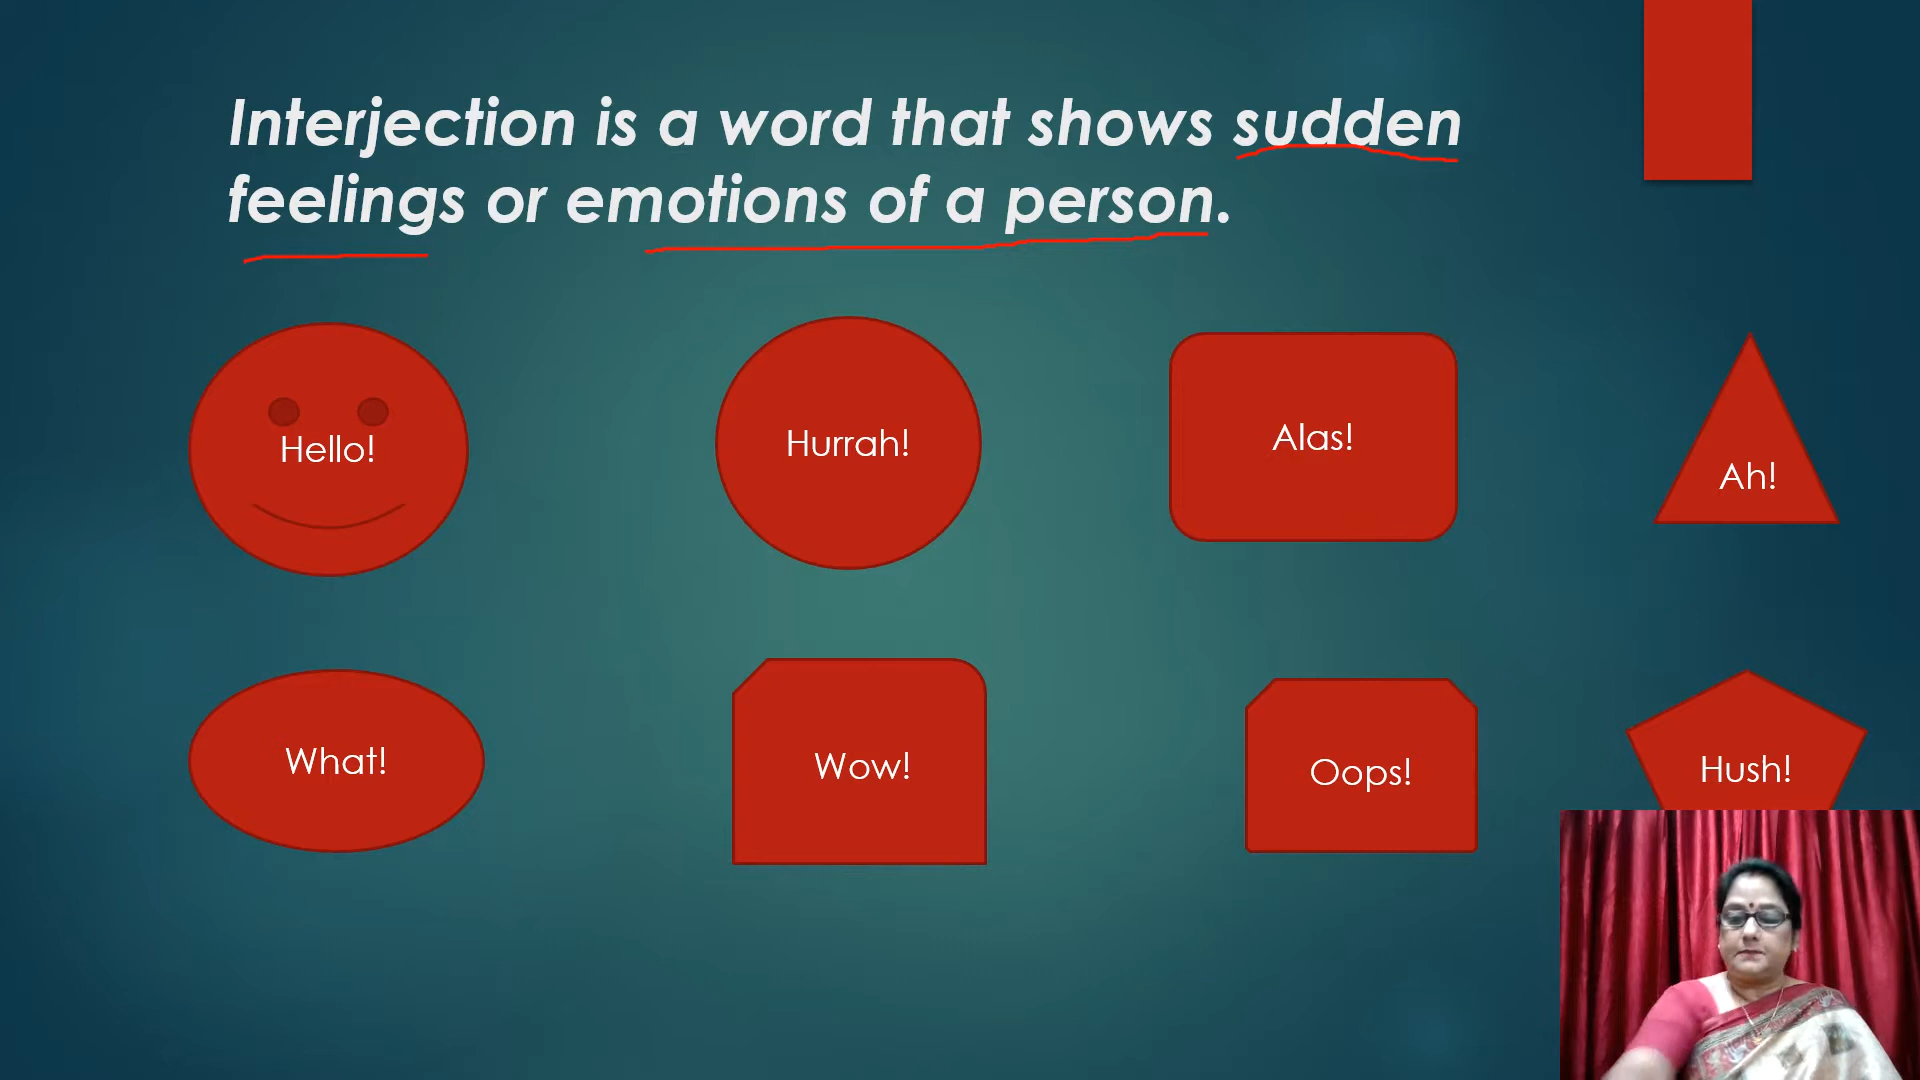 Interjection is a word that shows sudden
feelings or emotions of a person.
Hello!
Hurrah!
Alas!
Ah!
What!
Wow!
Oops!
Hush!